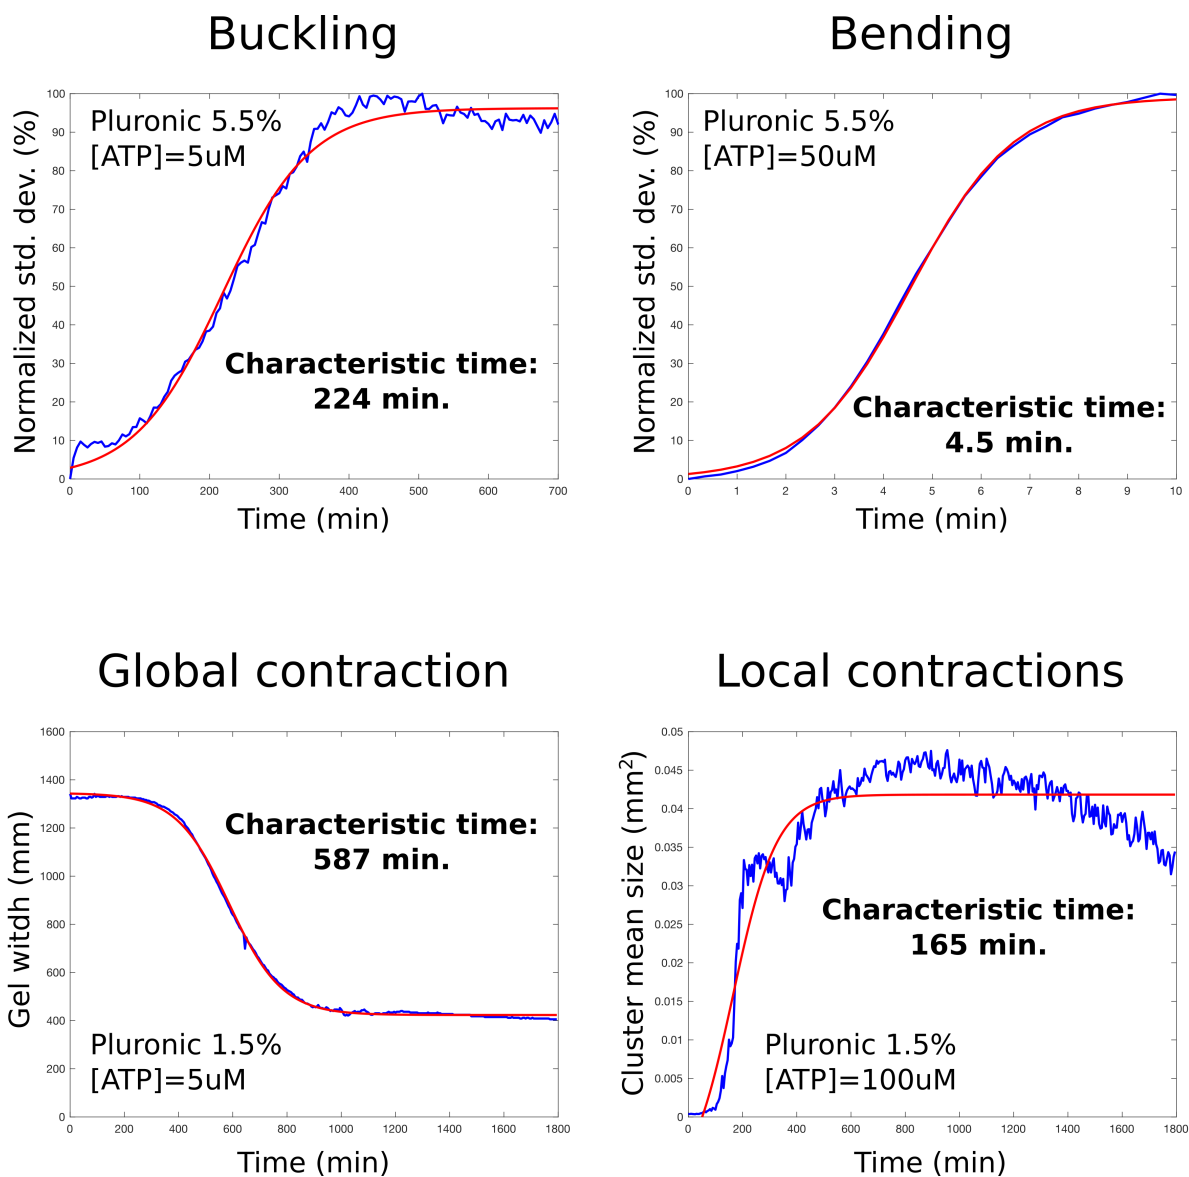 Buckling
Normalized std. dev. (%)
100
90
80
70
60
50
40
30
20
10
0
Pluronic 5.5%
[ATP]=5uM
Characteristic time:
224 min.
0 100 200 300 400 500 600 700
Time (min)
Bending
Normalized std. dev. (%)
100
90
80
70
60
50
40
30
20
10
0
Pluronic 5.5%
[ATP]=50uM
Characteristic time:
4.5 min.
0 1 2 3 4 5 6 7 8 9 10
Time (min)
Global contraction
Gel witdh (mm)
1600
1400
1200
1000
800
600
400
200
0
Characteristic time:
587 min.
Pluronic 1.5%
[ATP]=5uM
0 200 400 600 800 1000 1200 1400 1600 1800
Time (min)
Local contractions
Cluster mean size (mm²)
0.05
0.045
0.04
0.035
0.03
0.025
0.02
0.015
0.01
0.005
0
Characteristic time:
165 min.
Pluronic 1.5%
[ATP]=100uM
0 200 400 600 800 1000 1200 1400 1600 1800
Time (min)